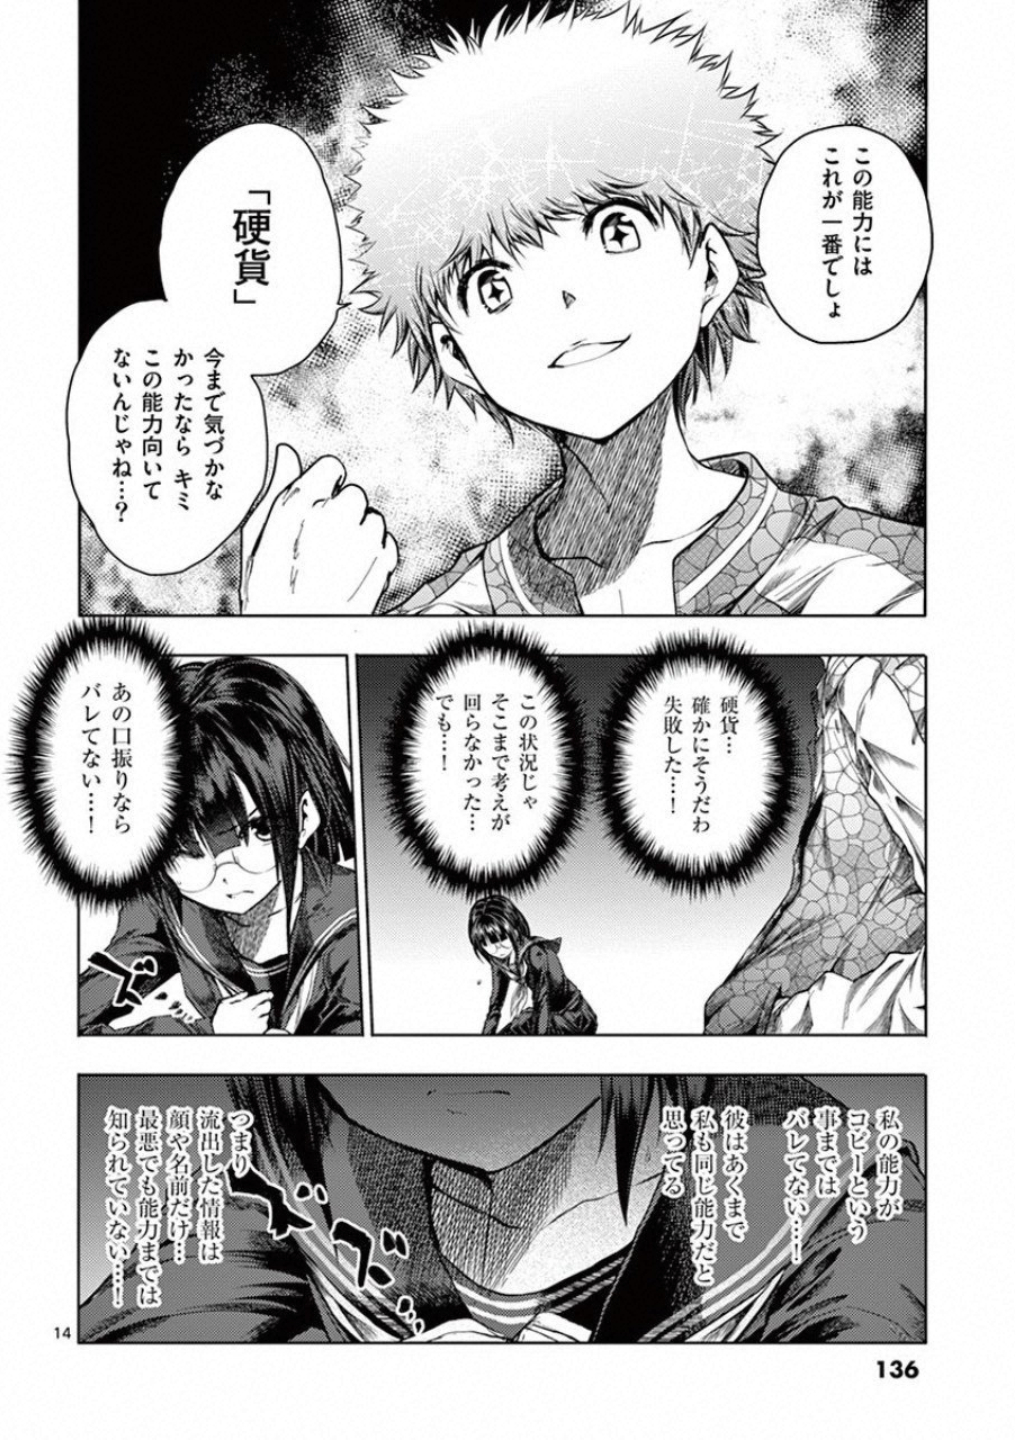 この能力には
これが一番でしょ
「硬貨」
今まで気づかな
かったなら キミ
この能力向いて
ないんじゃね…?
硬貨…
確かにそうだわ
失敗した…!
この状況じゃ
そこまで考えが
回らなかった…
でも…!
あの口振りなら
バレてない…!
ズズ
私の能力が
コピーという
事までは
バレてない…!
彼はあくまで
私も同じ能力だと
思ってる
つまり
流出した情報は
顔や名前だけ…
最悪でも能力までは
知られていない…!
14
136